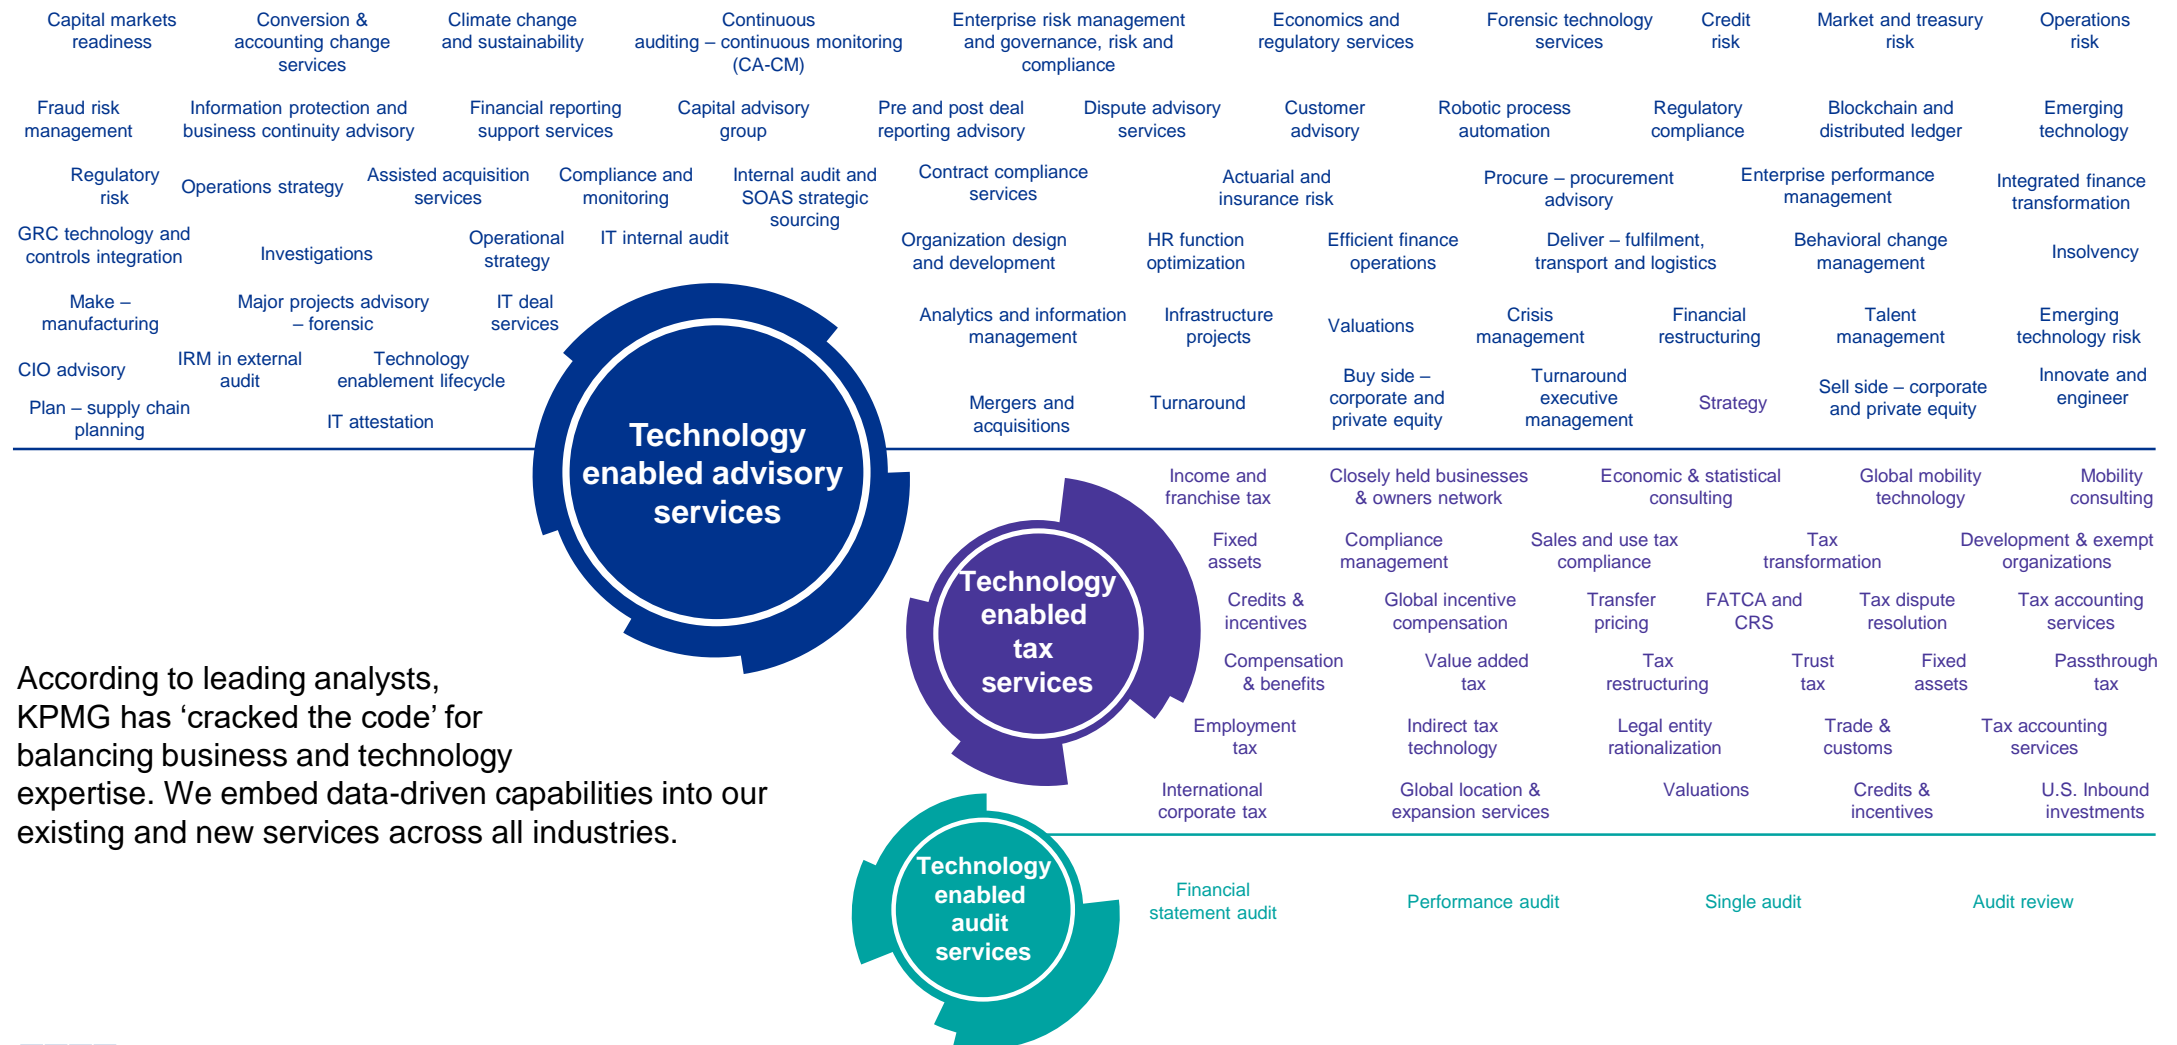 Capital markets
readiness
Conversion &
accounting change
services
Climate change
and sustainability
Continuous
auditing – continuous monitoring
(CA-CM)
Enterprise risk management
and governance, risk and
compliance
Economics and
regulatory services
Forensic technology
services
Credit
risk
Market and treasury
risk
Operations
risk
Fraud risk
management
Information protection and
business continuity advisory
Financial reporting
support services
Capital advisory
group
Pre and post deal
reporting advisory
Dispute advisory
services
Customer
advisory
Robotic process
automation
Regulatory
compliance
Blockchain and
distributed ledger
Emerging
technology
Regulatory
risk
Operations strategy
Assisted acquisition
services
Compliance and
monitoring
Internal audit and
SOAS strategic
sourcing
Contract compliance
services
Actuarial and
insurance risk
Procure – procurement
advisory
Enterprise performance
management
Integrated finance
transformation
GRC technology and
controls integration
Investigations
Operational
strategy
IT internal audit
Organization design
and development
HR function
optimization
Efficient finance
operations
Deliver – fulfilment,
transport and logistics
Behavioral change
management
Insolvency
Make –
manufacturing
Major projects advisory
– forensic
IT deal
services
Analytics and information
management
Infrastructure
projects
Valuations
Crisis
management
Financial
restructuring
Talent
management
Emerging
technology risk
CIO advisory
IRM in external
audit
Technology
enablement lifecycle
Plan – supply chain
planning
IT attestation
Mergers and
acquisitions
Turnaround
Buy side –
corporate and
private equity
Turnaround
executive
management
Strategy
Sell side – corporate
and private equity
Innovate and
engineer
Technology
enabled advisory
services
Income and
franchise tax
Closely held businesses
& owners network
Economic & statistical
consulting
Global mobility
technology
Mobility
consulting
Fixed
assets
Compliance
management
Sales and use tax
compliance
Tax
transformation
Development & exempt
organizations
Technology
enabled
tax
services
Credits &
incentives
Global incentive
compensation
Transfer
pricing
FATCA and
CRS
Tax dispute
resolution
Tax accounting
services
Compensation
& benefits
Value added
tax
Tax
restructuring
Trust
tax
Fixed
assets
Passthrough
tax
Employment
tax
Indirect tax
technology
Legal entity
rationalization
Trade &
customs
Tax accounting
services
International
corporate tax
Global location &
expansion services
Valuations
Credits &
incentives
U.S. Inbound
investments
According to leading analysts,
KPMG has ‘cracked the code’ for
balancing business and technology
expertise. We embed data-driven capabilities into our
existing and new services across all industries.
Technology
enabled
audit
services
Financial
statement audit
Performance audit
Single audit
Audit review